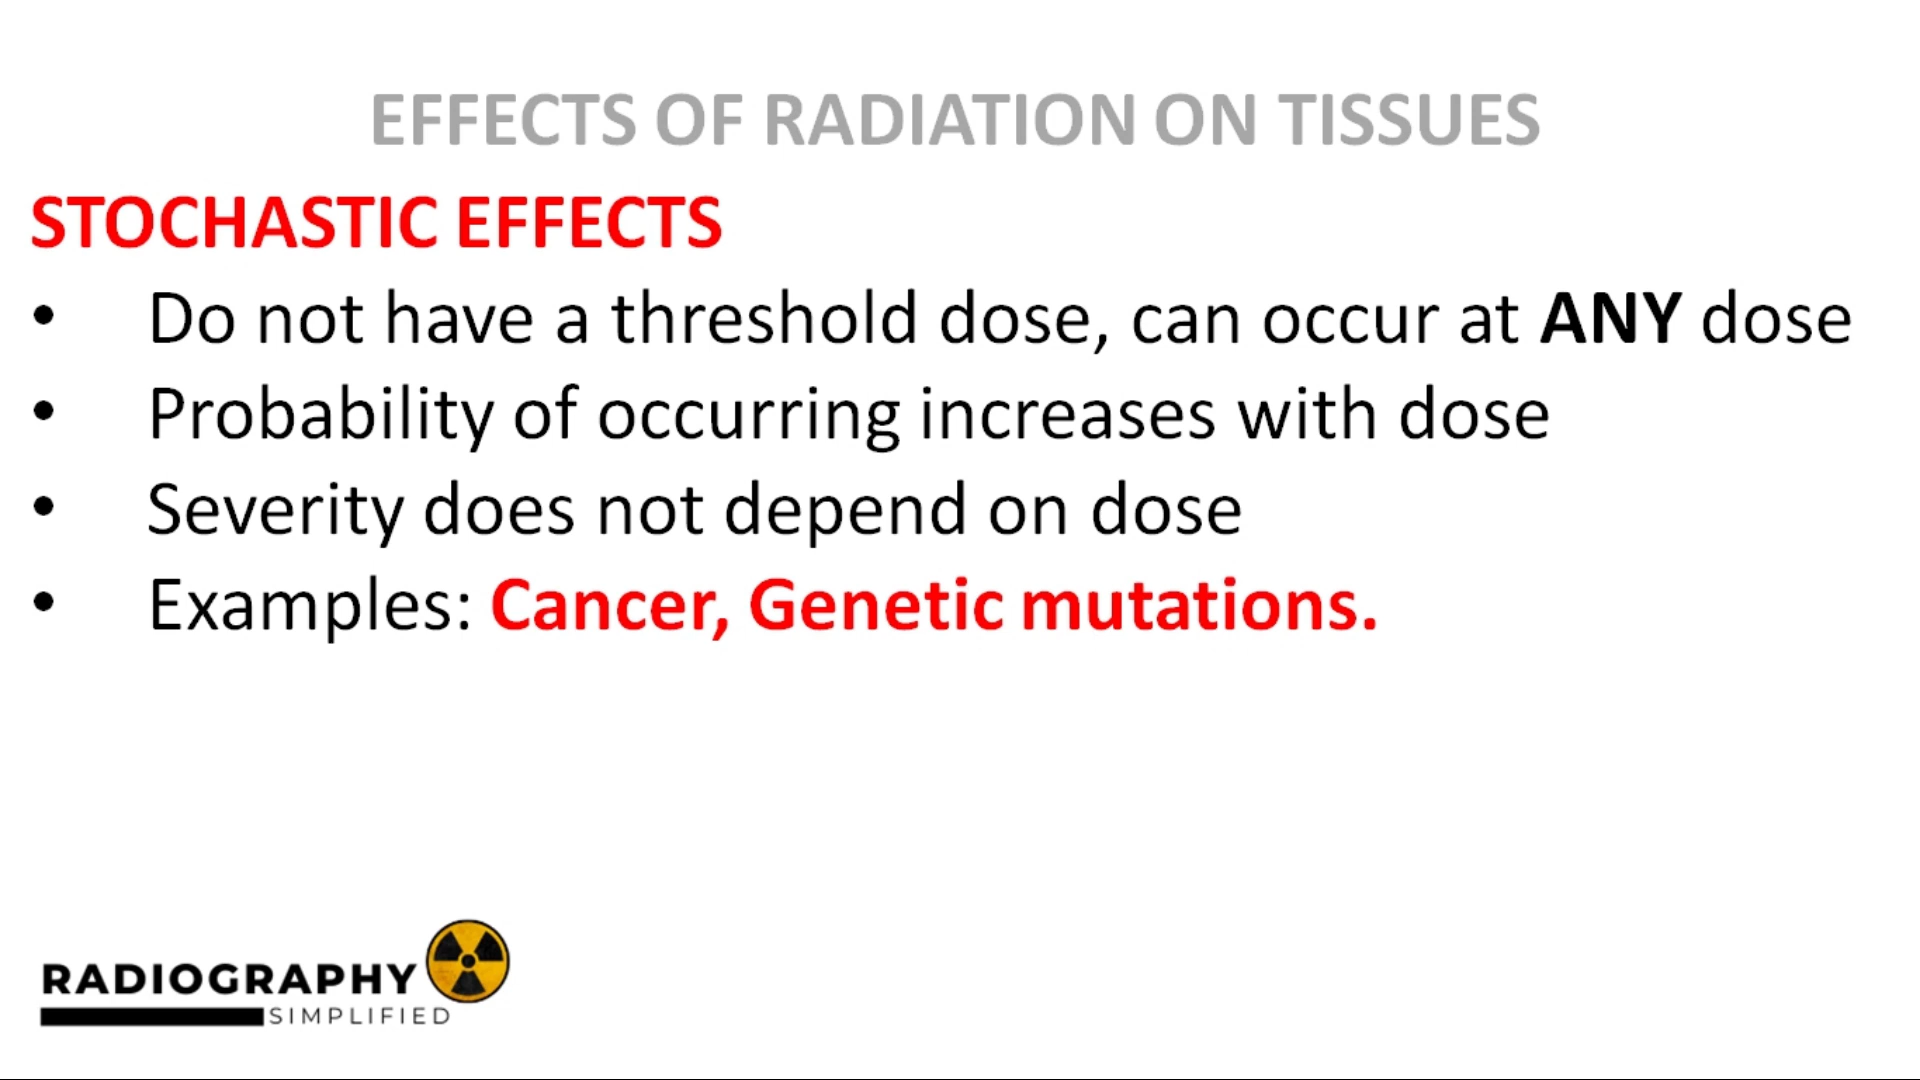 EFFECTS OF RADIATION ON TISSUES
STOCHASTIC EFFECTS
• Do not have a threshold dose, can occur at ANY dose
• Probability of occurring increases with dose
• Severity does not depend on dose
• Examples: Cancer, Genetic mutations.
RADIOGRAPHY
SIMPLIFIED